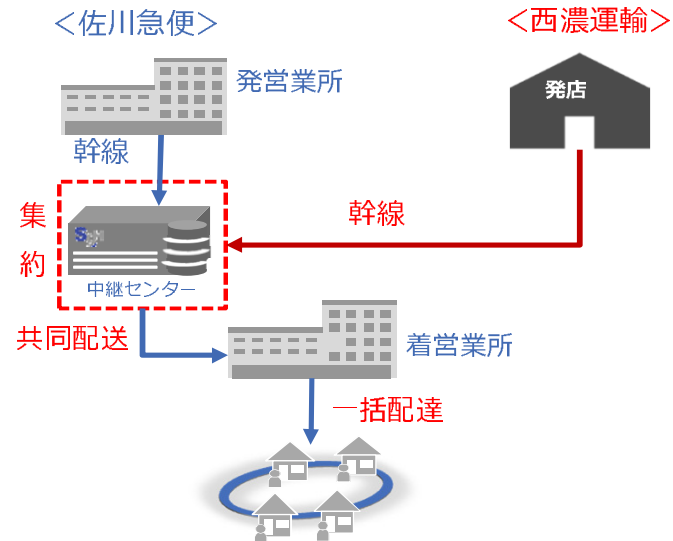 ＜佐川急便＞
＜西濃運輸＞
発営業所
発店
幹線
幹線
集約
中継センター
共同配送
着営業所
一括配達